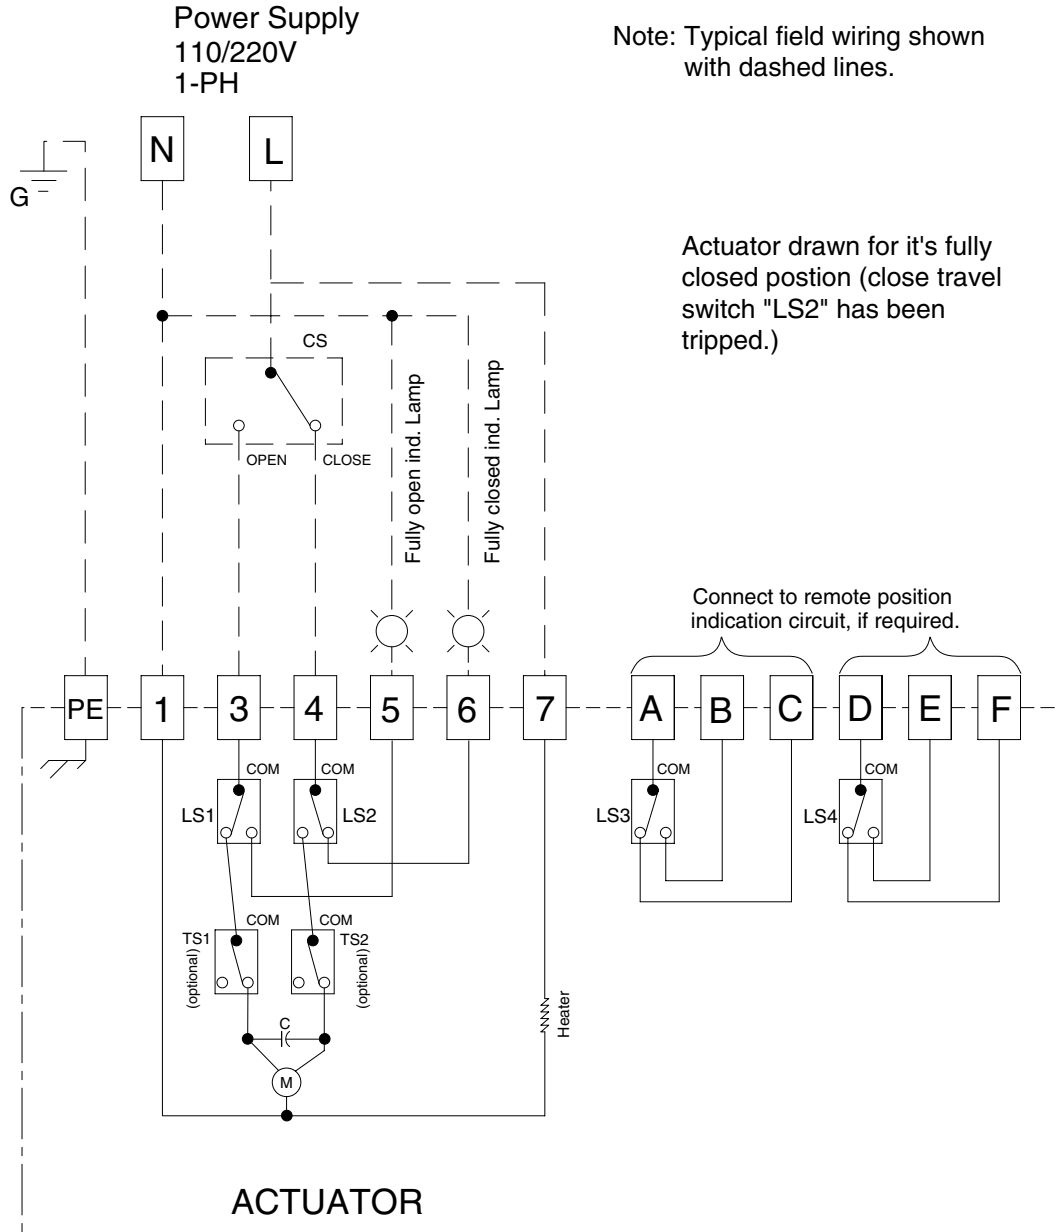 Power Supply
110/220V
1-PH
Note: Typical field wiring shown
with dashed lines.
N
L
G
Actuator drawn for it's fully
closed postion (close travel
switch "LS2" has been
tripped.)
CS
OPEN
CLOSE
Fully open ind. Lamp
Fully closed ind. Lamp
Connect to remote position
indication circuit, if required.
PE
1
3
4
5
6
7
A
B
C
D
E
F
COM
COM
COM
COM
LS1
LS2
LS3
LS4
COM
COM
TS1
(optional)
TS2
(optional)
C
M
Heater
ACTUATOR